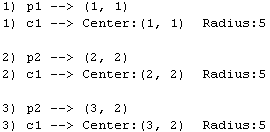 1) p1 --> (1, 1)
1) c1 --> Center:(1, 1)  Radius:5
2) p2 --> (2, 2)
2) c1 --> Center:(2, 2)  Radius:5
3) p2 --> (3, 2)
3) c1 --> Center:(3, 2)  Radius:5